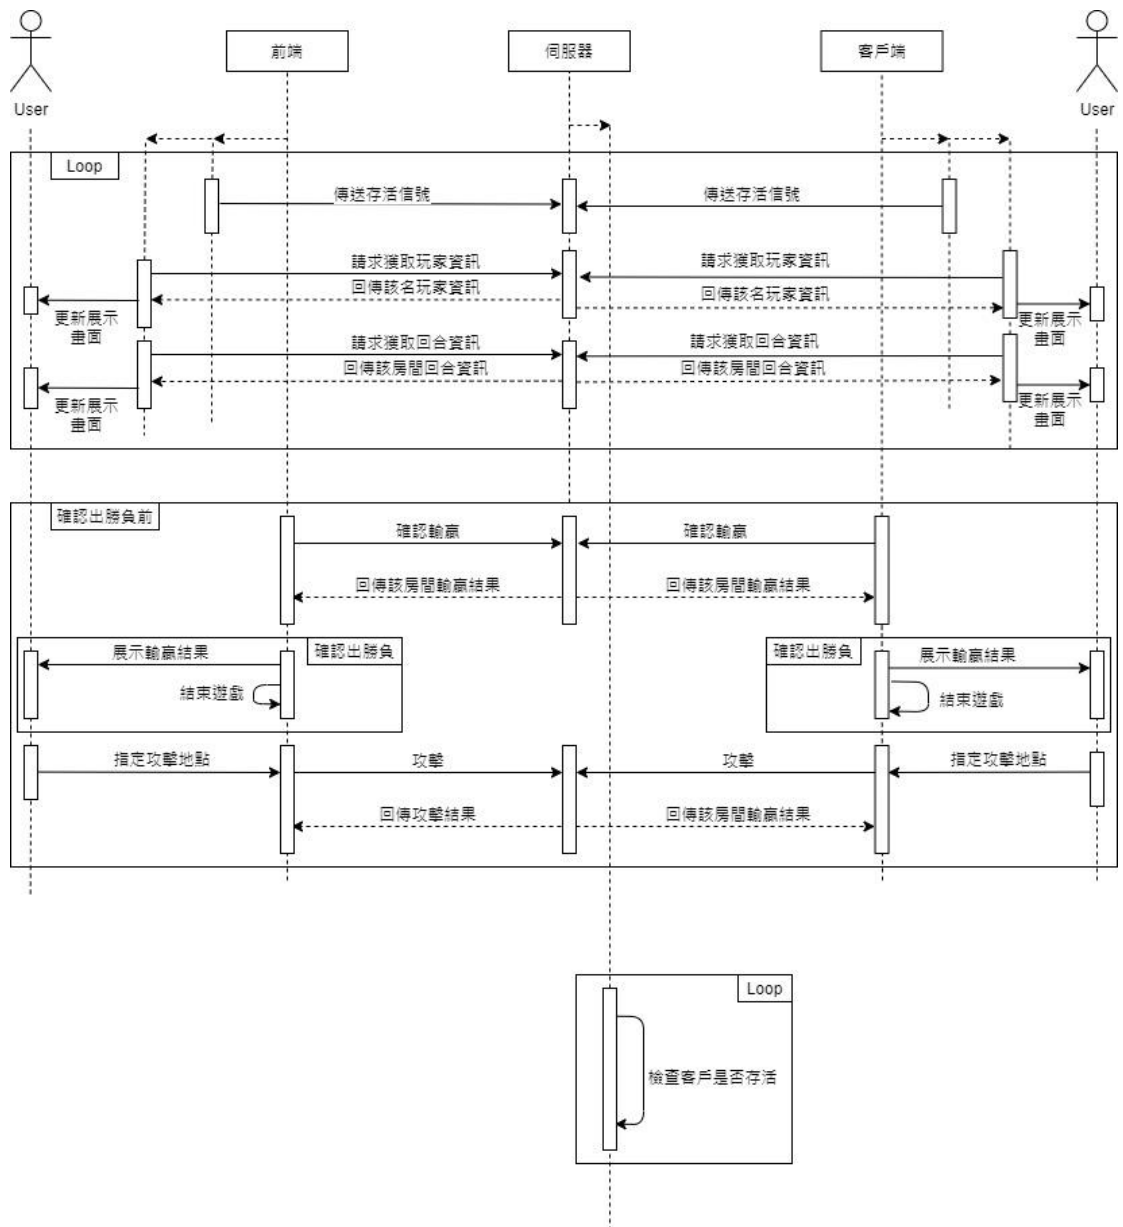 前端
伺服器
客戶端
User
User
Loop
傳送存活信號
傳送存活信號
請求獲取玩家資訊
請求獲取玩家資訊
回傳該名玩家資訊
回傳該名玩家資訊
更新展示
畫面
更新展示
畫面
請求獲取回合資訊
請求獲取回合資訊
回傳該房間回合資訊
回傳該房間回合資訊
更新展示
畫面
更新展示
畫面
確認出勝負前
確認輸贏
確認輸贏
回傳該房間輸贏結果
回傳該房間輸贏結果
展示輸贏結果
確認出勝負
確認出勝負
展示輸贏結果
結束遊戲
結束遊戲
指定攻擊地點
攻擊
攻擊
指定攻擊地點
回傳攻擊結果
回傳該房間輸贏結果
Loop
檢查客戶是否存活